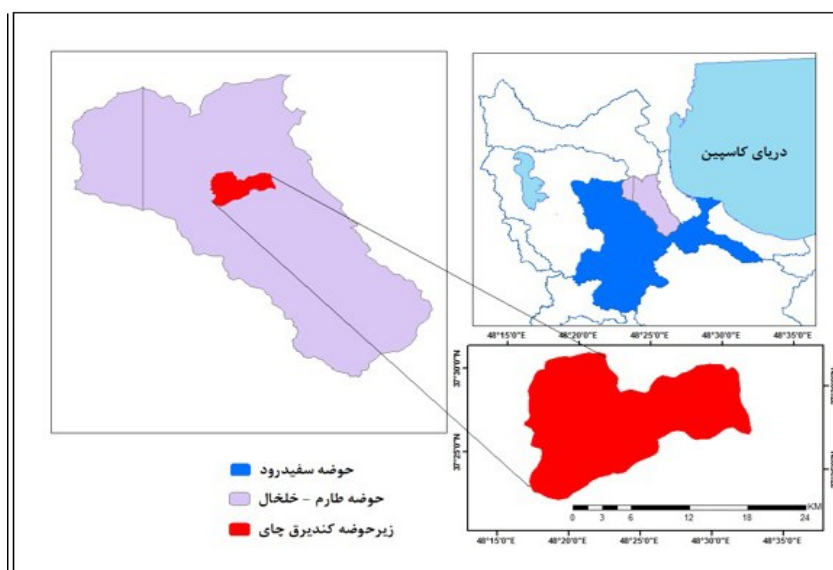 دریای کاسپین
48°15'0"E 48°20'0"E 48°25'0"E 48°30'0"E 48°35'0"E
37°30'0"N
37°25'0"N
KM
0 1 3 6 12 18 24
48°15'0"E 48°20'0"E 48°25'0"E 48°30'0"E 48°35'0"E
حوضه سفیدرود
حوضه طارم - خلخال
زیرحوضه کندیرق چای